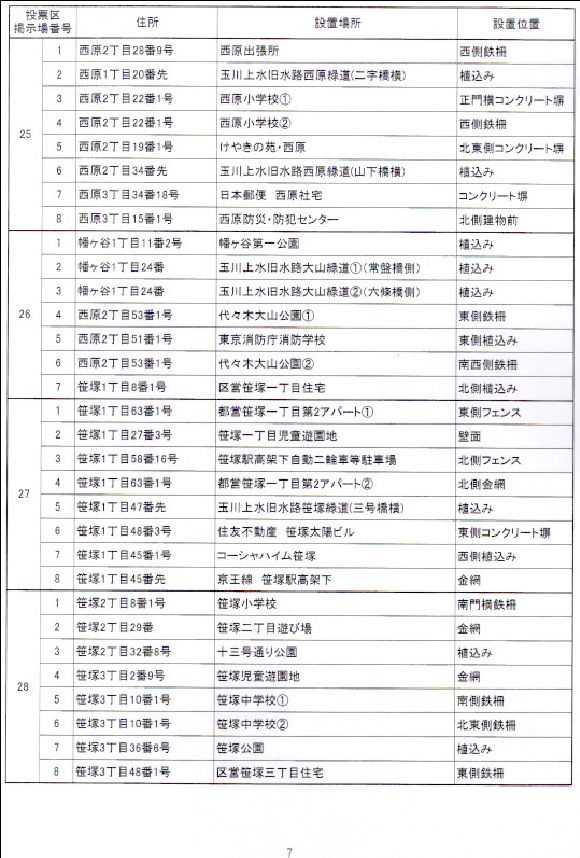 投票区
掲示場番号 住所 設置場所 設置位置
25
1 西原2丁目28番9号 西原出張所 西側鉄柵
2 西原1丁目20番先 玉川上水旧水路西原緑道(二字橋横) 植込み
3 西原2丁目22番1号 西原小学校① 正門横コンクリート塀
4 西原2丁目22番1号 西原小学校② 西側鉄柵
5 西原2丁目19番1号 けやきの苑・西原 北東側コンクリート塀
6 西原2丁目34番先 玉川上水旧水路西原緑道(山下橋横) 植込み
7 西原3丁目34番18号 日本郵便 西原社宅 コンクリート塀
8 西原3丁目15番1号 西原防災・防犯センター 北側建物前
26
1 幡ヶ谷1丁目11番2号 幡ヶ谷第一公園 植込み
2 幡ヶ谷1丁目24番 玉川上水旧水路大山緑道①(常盤橋側) 植込み
3 幡ヶ谷1丁目24番 玉川上水旧水路大山緑道②(六條橋側) 植込み
4 西原2丁目53番1号 代々木大山公園① 東側鉄柵
5 西原2丁目51番1号 東京消防庁消防学校 東側植込み
6 西原2丁目53番1号 代々木大山公園② 南西側鉄柵
7 笹塚1丁目8番1号 区営笹塚一丁目住宅 北側植込み
27
1 笹塚1丁目63番1号 都営笹塚一丁目第2アパート① 東側フェンス
2 笹塚1丁目27番3号 笹塚一丁目児童遊園地 壁面
3 笹塚1丁目58番16号 笹塚駅高架下自動二輪車等駐車場 北側フェンス
4 笹塚1丁目63番1号 都営笹塚一丁目第2アパート② 北側金網
5 笹塚1丁目47番先 玉川上水旧水路笹塚緑道(三号橋横) 植込み
6 笹塚1丁目48番3号 住友不動産 笹塚太陽ビル 東側コンクリート塀
7 笹塚1丁目45番1号 コーシャハイム笹塚 西側植込み
8 笹塚1丁目45番先 京王線 笹塚駅高架下 金網
28
1 笹塚2丁目8番1号 笹塚小学校 南門横鉄柵
2 笹塚2丁目29番 笹塚二丁目遊び場 金網
3 笹塚2丁目32番8号 十三号通り公園 植込み
4 笹塚3丁目2番9号 笹塚児童遊園地 金網
5 笹塚3丁目10番1号 笹塚中学校① 南側鉄柵
6 笹塚3丁目10番1号 笹塚中学校② 北東側鉄柵
7 笹塚3丁目36番6号 笹塚公園 植込み
8 笹塚3丁目48番1号 区営笹塚三丁目住宅 東側鉄柵
7